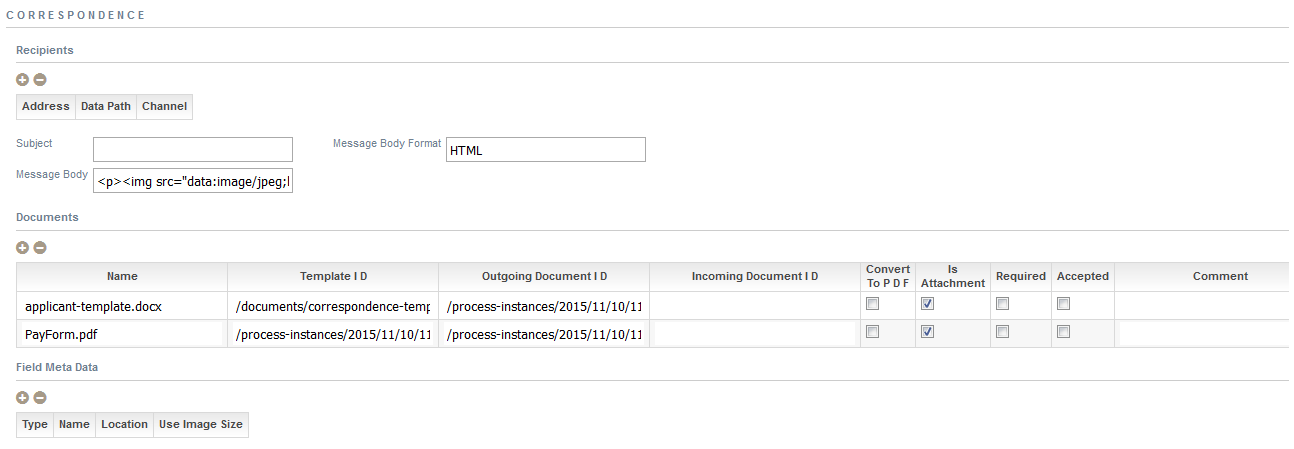 CORRESPONDENCE
Recipients
Address Data Path Channel
Subject Message Body Format HTML
Message Body <p><img src="data:image/jpeg;l
Documents
Name Template I D Outgoing Document I D Incoming Document I D Convert To P D F Is Attachment Required Accepted Comment
applicant-template.docx /documents/correspondence-temp /process-instances/2015/11/10/11
PayForm.pdf /process-instances/2015/11/10/11 /process-instances/2015/11/10/11
Field Meta Data
Type Name Location Use Image Size